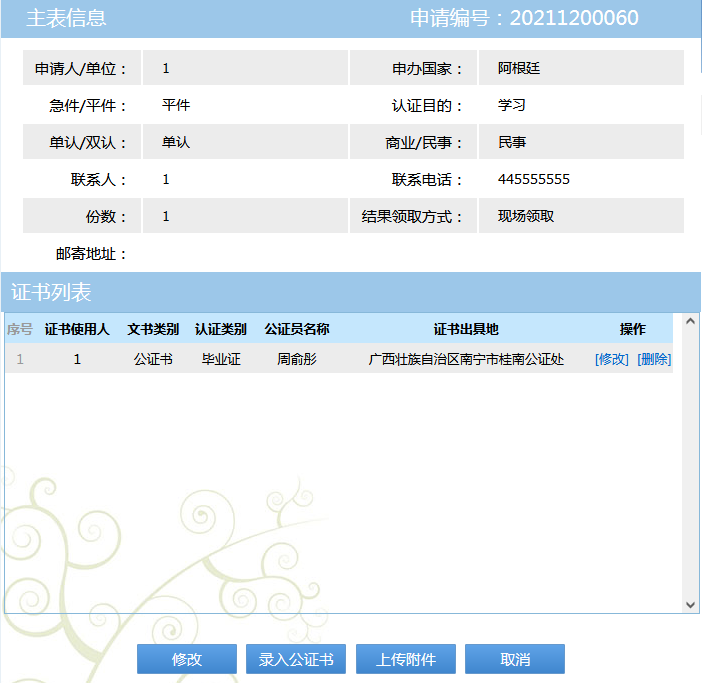 主表信息 申请编号：20211200060
申请人/单位： 1 申办国家： 阿根廷
急件/平件： 平件 认证目的： 学习
单认/双认： 单认 商业/民事： 民事
联系人： 1 联系电话： 445555555
份数： 1 结果领取方式： 现场领取
邮寄地址：
证书列表
序号 证书使用人 文书类别 认证类别 公证员名称 证书出具地 操作
1 1 公证书 毕业证 周俞彤 广西壮族自治区南宁市桂南公证处 [修改] [删除]
修改 录入公证书 上传附件 取消